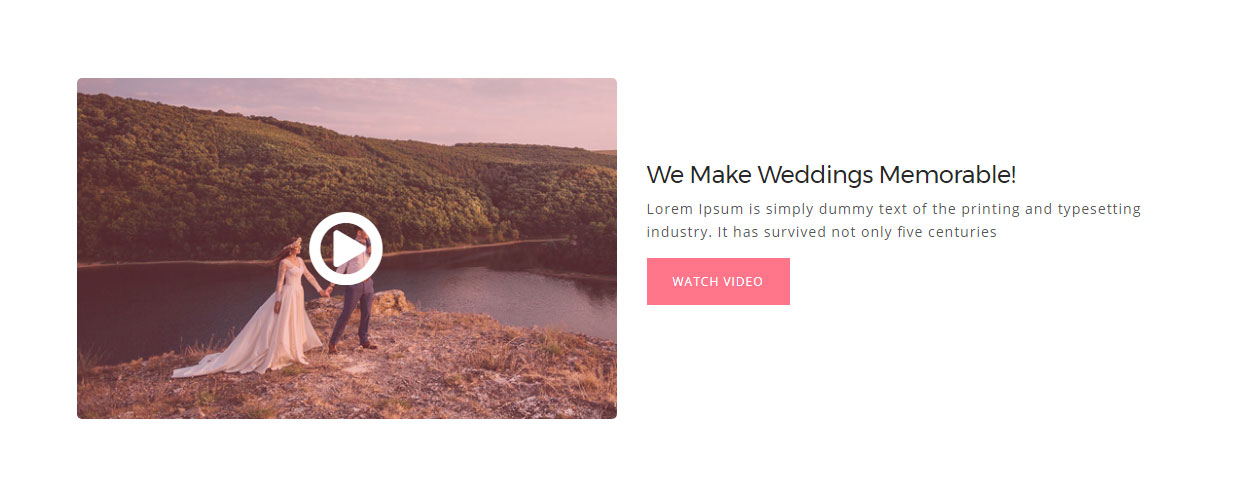 We Make Weddings Memorable!
Lorem Ipsum is simply dummy text of the printing and typesetting
industry. It has survived not only five centuries
WATCH VIDEO